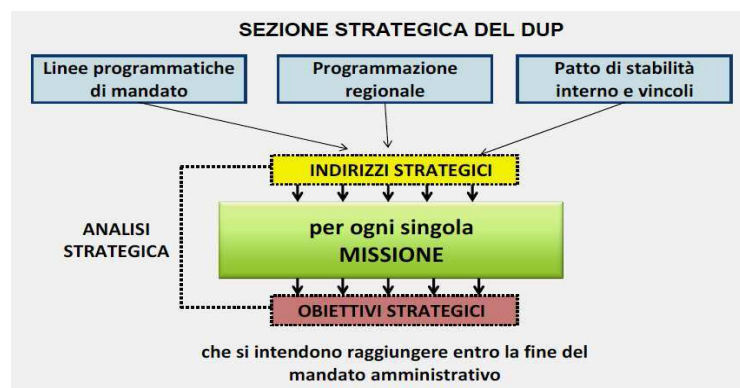 SEZIONE STRATEGICA DEL DUP
Linee programmatiche
di mandato
Programmazione
regionale
Patto di stabilità
interno e vincoli
INDIRIZZI STRATEGICI
per ogni singola
MISSIONE
ANALISI
STRATEGICA
OBIETTIVI STRATEGICI
che si intendono raggiungere entro la fine del
mandato amministrativo